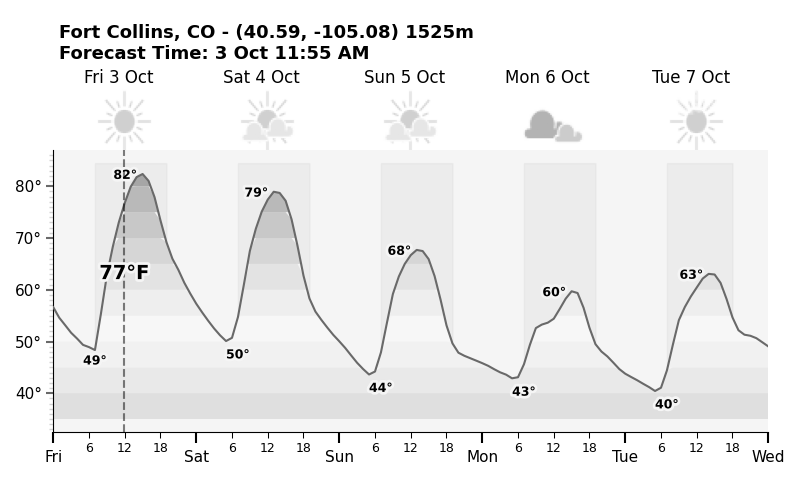 Fort Collins, CO - (40.59, -105.08) 1525m
Forecast Time: 3 Oct 11:55 AM
Fri 3 Oct Sat 4 Oct Sun 5 Oct Mon 6 Oct Tue 7 Oct
82°
80°
79°
70°
68°
77°F
63°
60°
60°
50°
50°
49°
44°
43°
40°
40°
6 12 18 6 12 18 6 12 18 6 12 18 6 12 18
Fri Sat Sun Mon Tue Wed